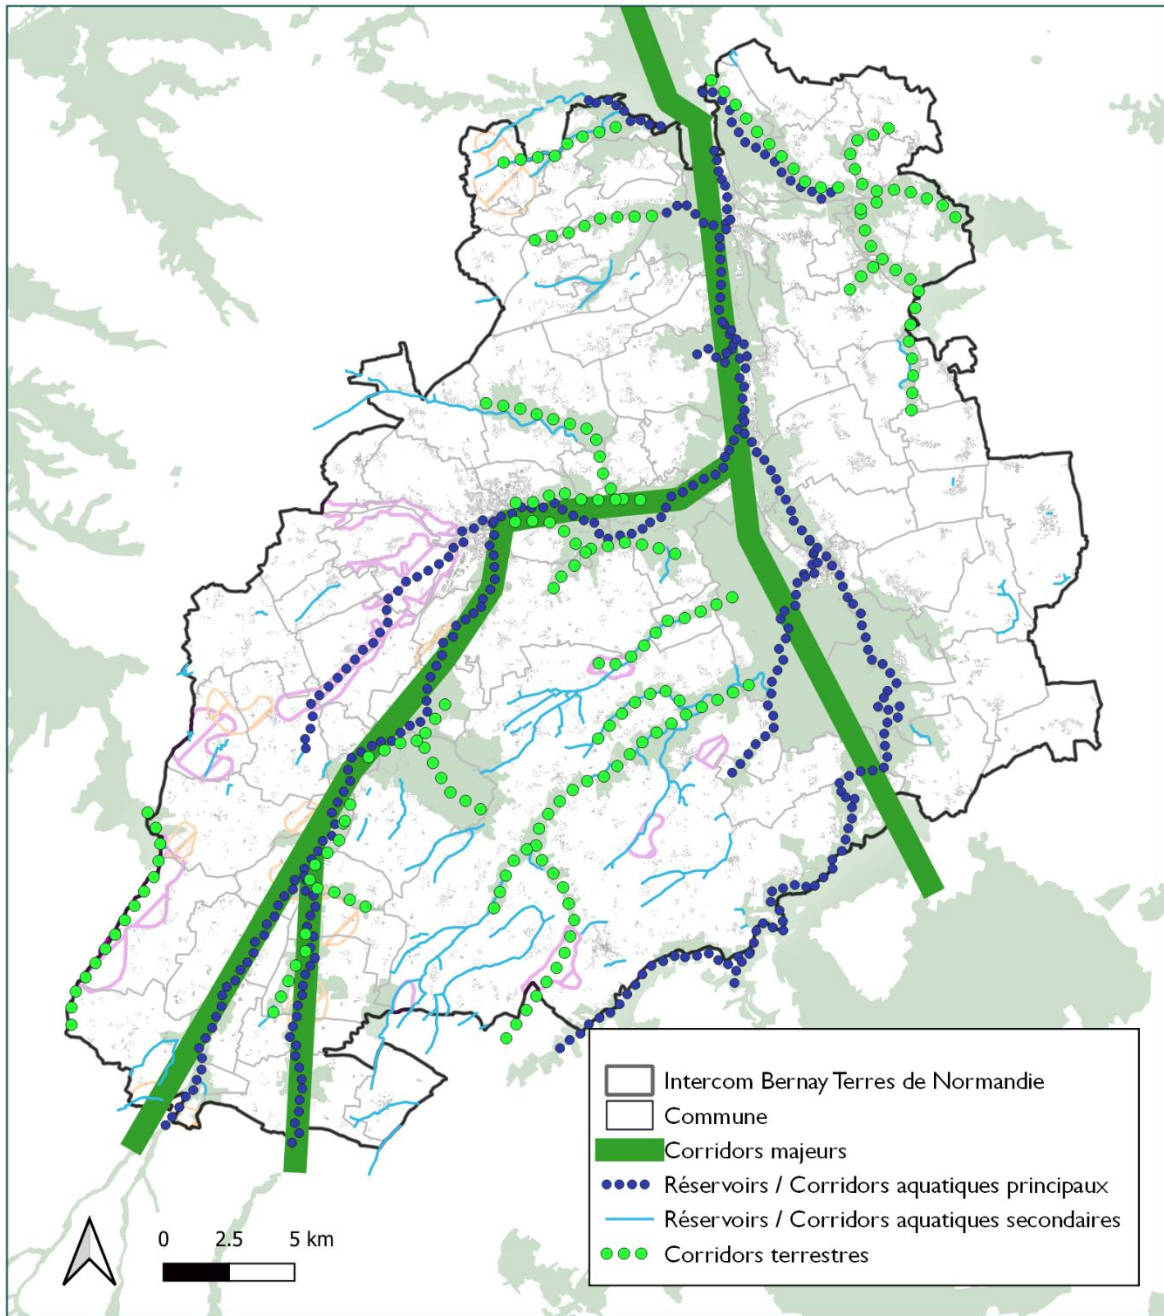 Intercom Bernay Terres de Normandie
Commune
Corridors majeurs
Réservoirs / Corridors aquatiques principaux
Réservoirs / Corridors aquatiques secondaires
Corridors terrestres
0 2.5 5 km